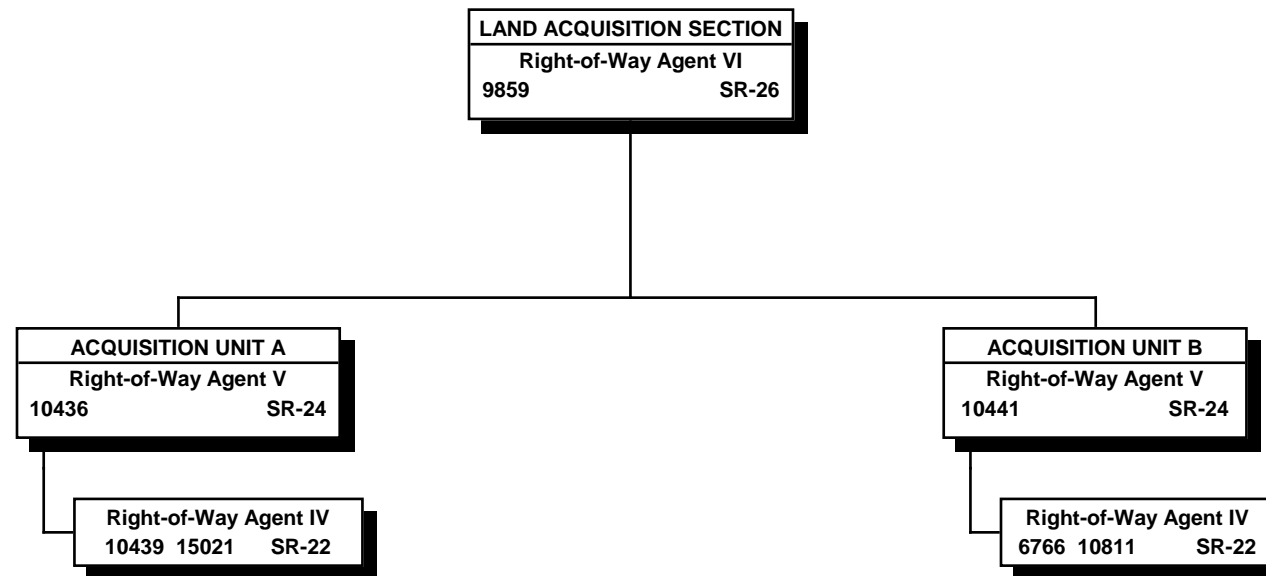 LAND ACQUISITION SECTION
Right-of-Way Agent VI
9859 SR-26
ACQUISITION UNIT A
Right-of-Way Agent V
10436 SR-24
Right-of-Way Agent IV
10439 15021 SR-22
ACQUISITION UNIT B
Right-of-Way Agent V
10441 SR-24
Right-of-Way Agent IV
6766 10811 SR-22